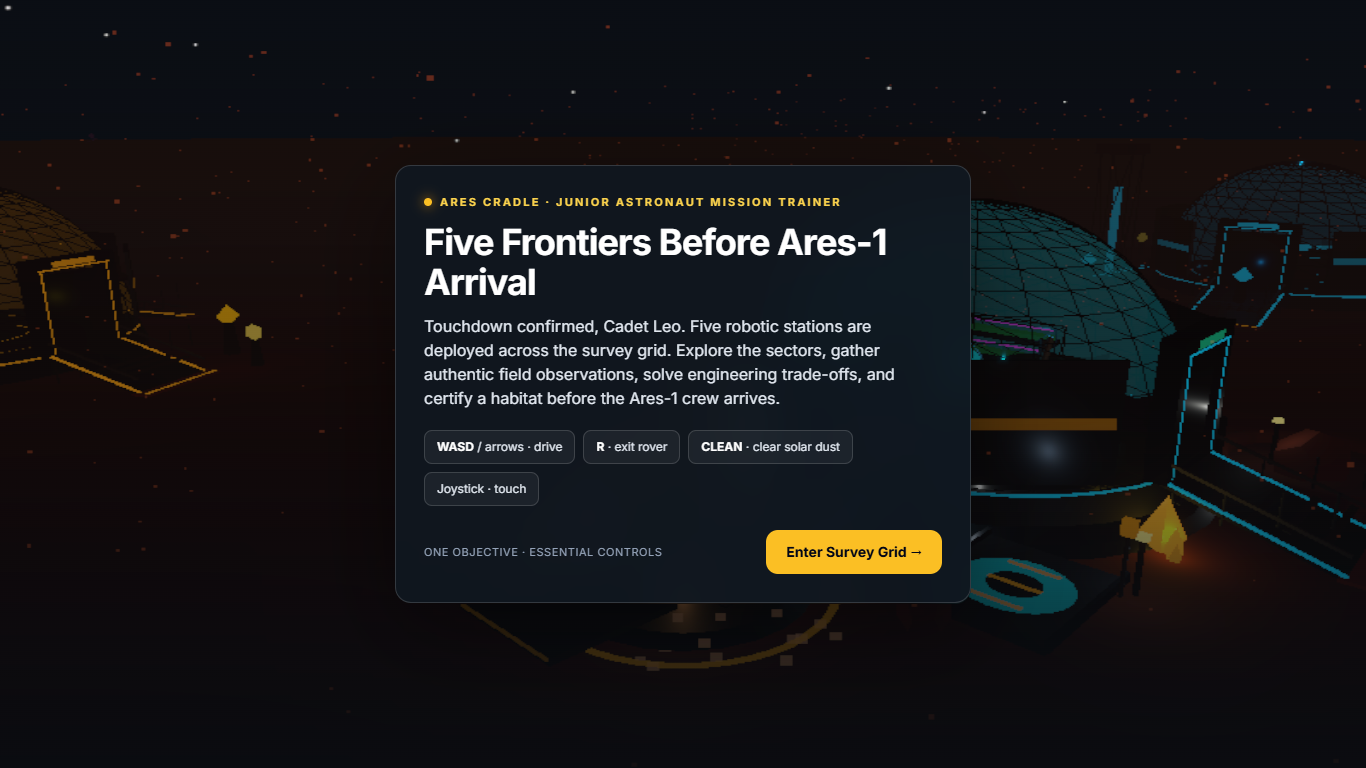 ARES CRADLE · JUNIOR ASTRONAUT MISSION TRAINER
Five Frontiers Before Ares-1
Arrival
Touchdown confirmed, Cadet Leo. Five robotic stations are
deployed across the survey grid. Explore the sectors, gather
authentic field observations, solve engineering trade-offs, and
certify a habitat before the Ares-1 crew arrives.
WASD / arrows · drive
R · exit rover
CLEAN · clear solar dust
Joystick · touch
ONE OBJECTIVE · ESSENTIAL CONTROLS
Enter Survey Grid →